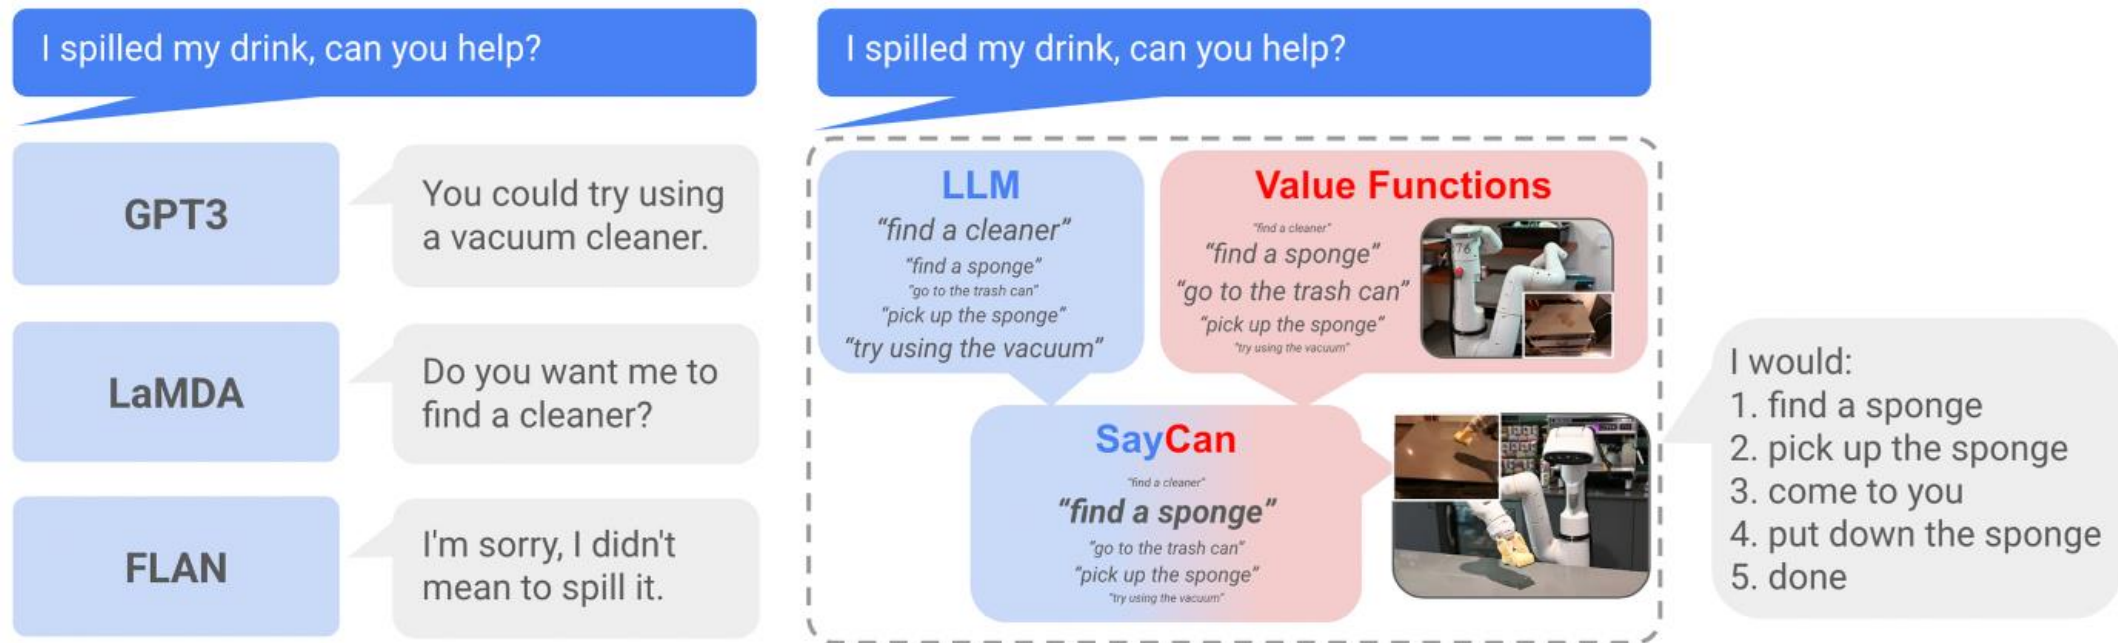 I spilled my drink, can you help?
GPT3
You could try using
a vacuum cleaner.
LaMDA
Do you want me to
find a cleaner?
FLAN
I'm sorry, I didn't
mean to spill it.
I spilled my drink, can you help?
LLM
“find a cleaner”
“find a sponge”
“go to the trash can”
“pick up the sponge”
“try using the vacuum”
Value Functions
“find a cleaner”
“find a sponge”
“go to the trash can”
“pick up the sponge”
“try using the vacuum”
76
SayCan
“find a cleaner”
“find a sponge”
“go to the trash can”
“pick up the sponge”
“try using the vacuum”
I would:
1. find a sponge
2. pick up the sponge
3. come to you
4. put down the sponge
5. done